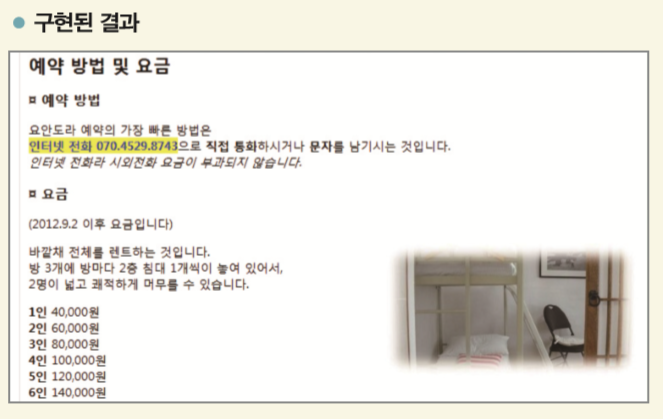 구현된 결과
예약 방법 및 요금
¤ 예약 방법
요안도라 예약의 가장 빠른 방법은
인터넷 전화 070.4529.8743으로 직접 통화하시거나 문자를 남기시는 것입니다.
인터넷 전화라 시외전화 요금이 부과되지 않습니다.
¤ 요금
(2012.9.2 이후 요금입니다)
바깥채 전체를 렌트하는 것입니다.
방 3개에 방마다 2층 침대 1개씩이 놓여 있어서,
2명이 넓고 쾌적하게 머무를 수 있습니다.
1인 40,000원
2인 60,000원
3인 80,000원
4인 100,000원
5인 120,000원
6인 140,000원